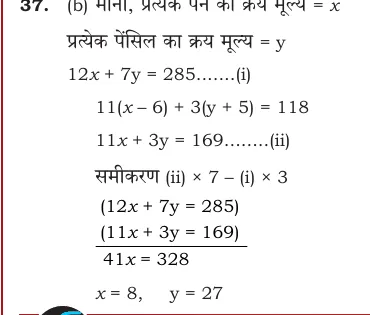 37. (b) माना, प्रत्येक पेन का क्रय मूल्य = x
प्रत्येक पेंसिल का क्रय मूल्य = y
12x + 7y = 285.......(i)
11(x – 6) + 3(y + 5) = 118
11x + 3y = 169........(ii)
समीकरण (ii) × 7 – (i) × 3
(12x + 7y = 285)
(11x + 3y = 169)
41x = 328
x = 8, y = 27